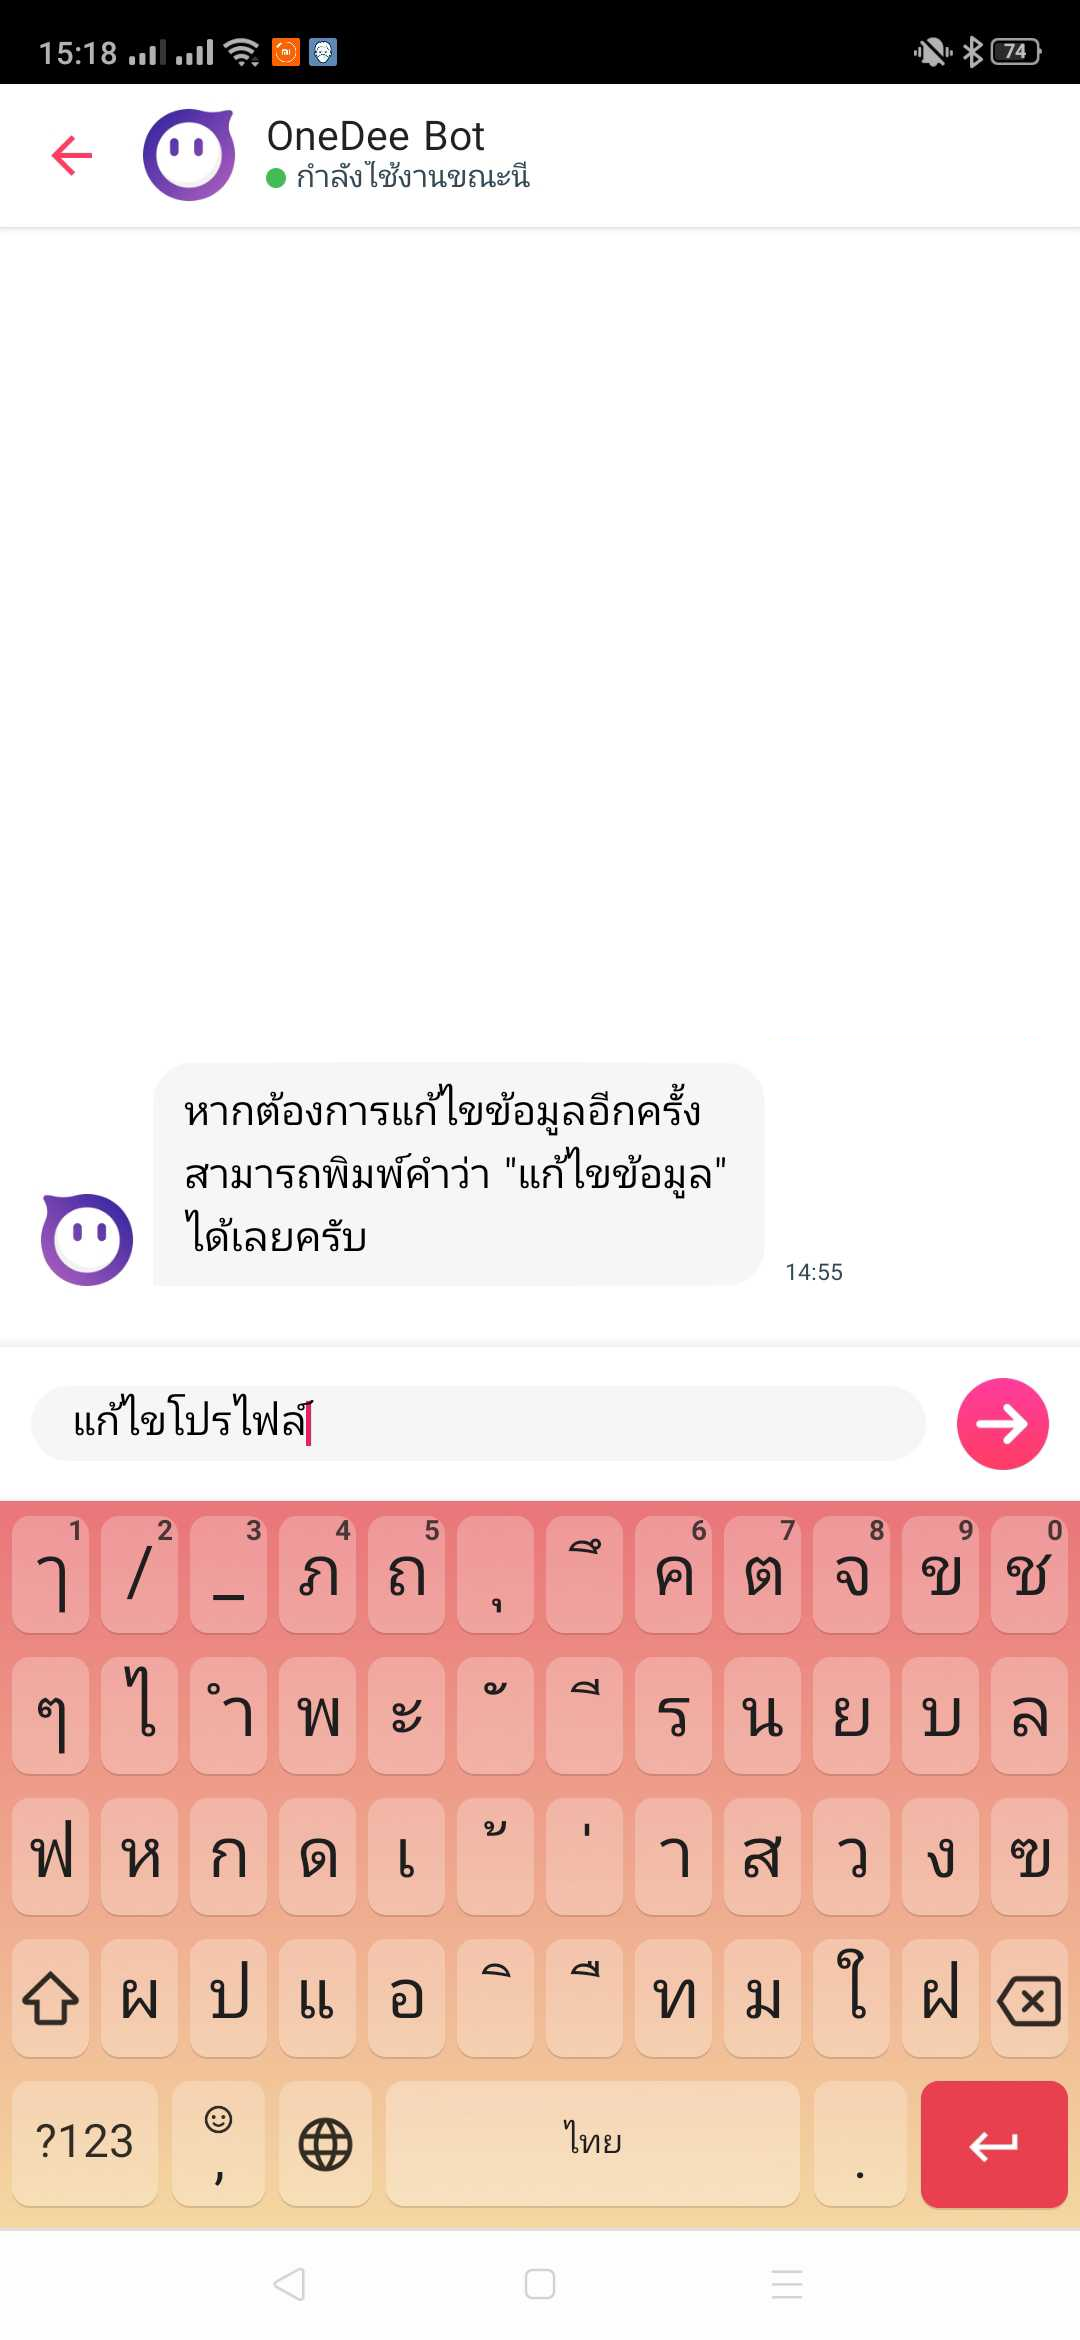 15:18
74
OneDee Bot
กำลังใช้งานขณะนี้
หากต้องการแก้ไขข้อมูลอีกครั้ง
สามารถพิมพ์คำว่า "แก้ไขข้อมูล"
ได้เลยครับ
14:55
แก้ไขโปรไฟล์
1 2 3 4 5 6 7 8 9 0
ๅ / _ ภ ถ ุ ึ ค ต จ ข ช
ๆ ไ ำ พ ะ ั ี ร น ย บ ล
ฟ ห ก ด เ ้ ่ า ส ว ง ฃ
ผ ป แ อ ิ ื ท ม ใ ฝ
?123 , ไทย .